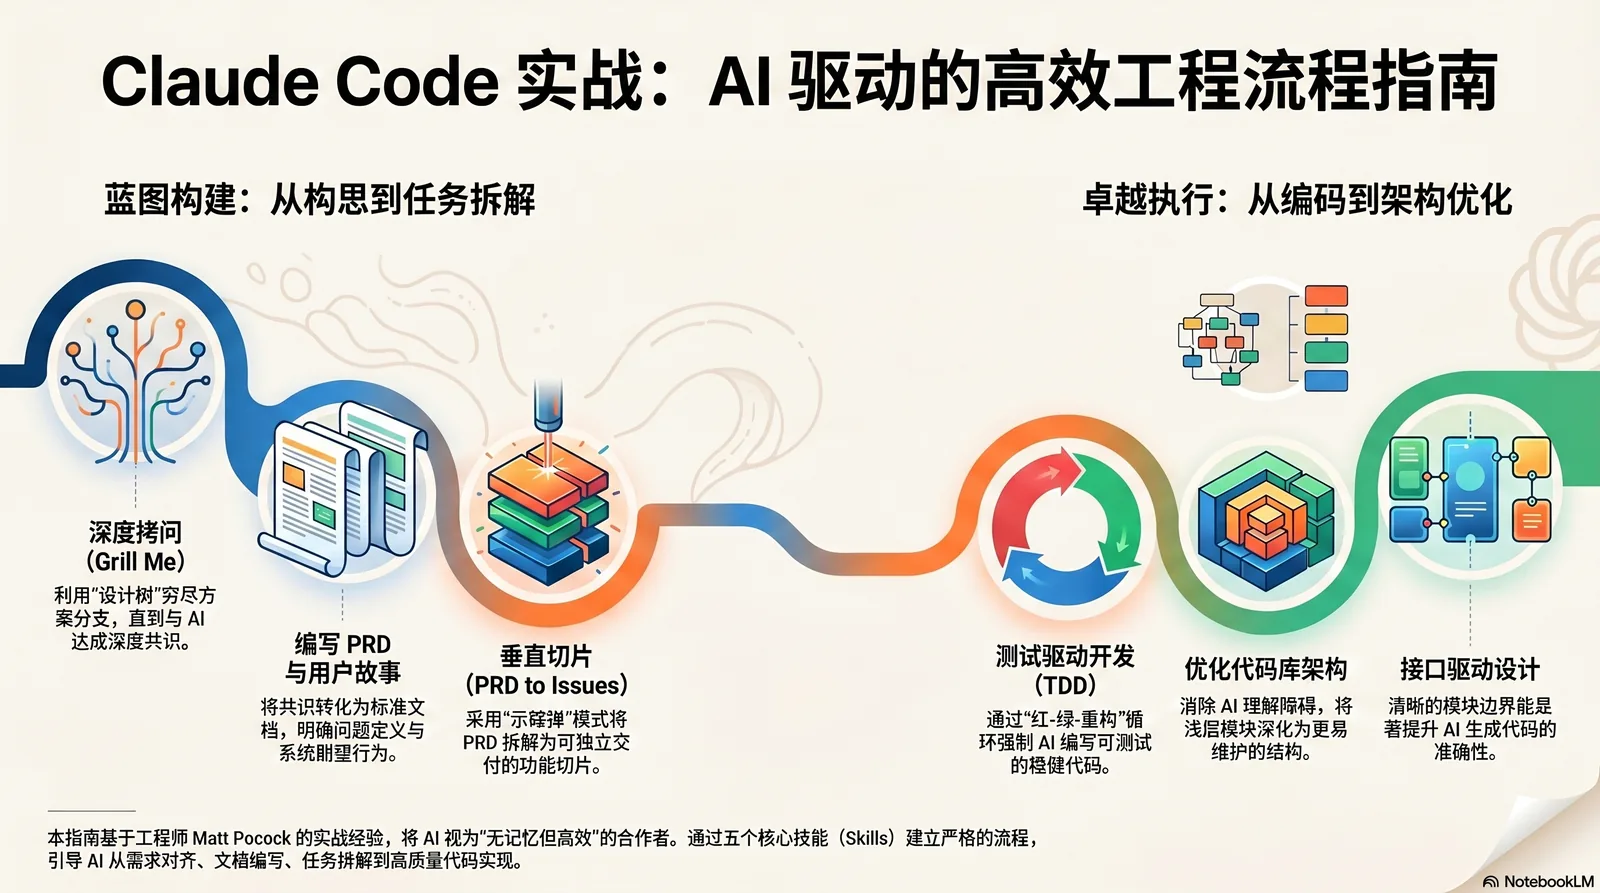 Claude Code 实战：AI 驱动的高效工程流程指南
蓝图构建：从构思到任务拆解
深度拷问
（Grill Me）
利用“设计树”穷尽方
案分支，直到与 AI
达成深度共识。
编写 PRD
与用户故事
将共识转化为标准文
档，明确问题定义与
系统期望行为。
垂直切片
（PRD to Issues）
采用“示踪弹”模式将
PRD 拆解为可独立交
付的功能切片。
卓越执行：从编码到架构优化
测试驱动开发
（TDD）
通过“红-绿-重构”循
环强制 AI 编写可测试
的健代码。
优化代码库架构
消除 AI 理解障碍，将
浅层模块深化为更易
维护的结构。
接口驱动设计
清晰的模块边界能显
著提升 AI 生成代码的
准确性。
本指南基于工程师 Matt Pocock 的实战经验，将 AI 视为“无记忆但高效”的合作者。通过五个核心技能（Skills）建立严格的流程，
引导 AI 从需求对齐、文档编写、任务拆解到高质量代码实现。
NotebookLM